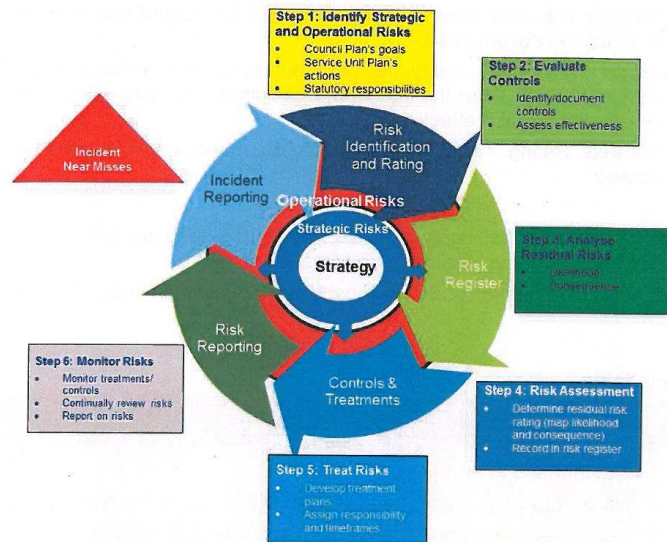 Step 1: Identify Strategic
and Operational Risks
• Council Plan's goals
• Service Unit Plan's
actions
• Statutory responsibilities
Step 2: Evaluate
Controls
• Identify/document
controls
• Assess effectiveness
Incident
Near Misses
Risk
Identification
and Rating
Incident
Reporting
Operational Risks
Strategic Risks
Strategy
Step 3: Analyse
Residual Risks
• Likelihood
• Consequence
Risk
Register
Risk
Reporting
Controls &
Treatments
Step 6: Monitor Risks
• Monitor treatments/
controls
• Continually review risks
• Report on risks
Step 4: Risk Assessment
• Determine residual risk
rating (map likelihood
and consequence)
• Record in risk register
Step 5: Treat Risks
• Develop treatment
plans
• Assign responsibility
and timeframes